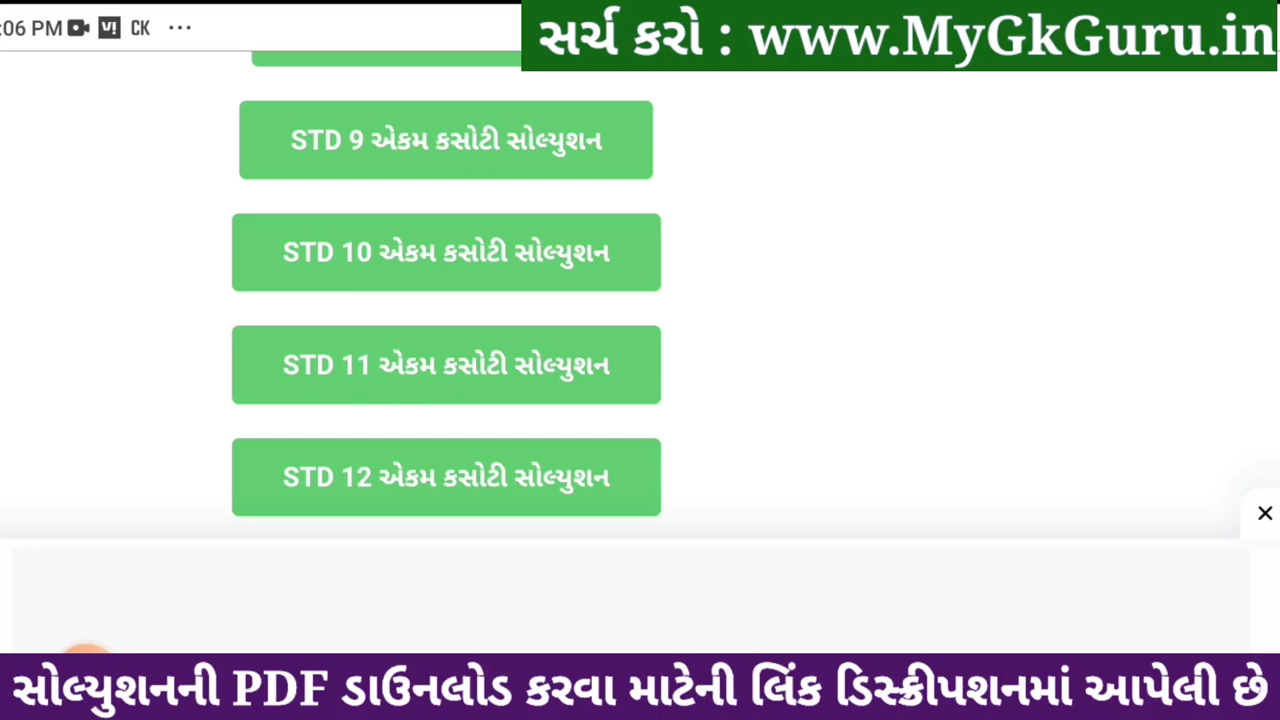 :06 PM V! CK ...
સર્ચ કરો : www.MyGkGuru.in
STD 9 એકમ કસોટી સોલ્યુશન
STD 10 એકમ કસોટી સોલ્યુશન
STD 11 એકમ કસોટી સોલ્યુશન
STD 12 એકમ કસોટી સોલ્યુશન
સોલ્યુશનની PDF ડાઉનલોડ કરવા માટેની લિંક ડિસ્ક્રીપશનમાં આપેલી છે